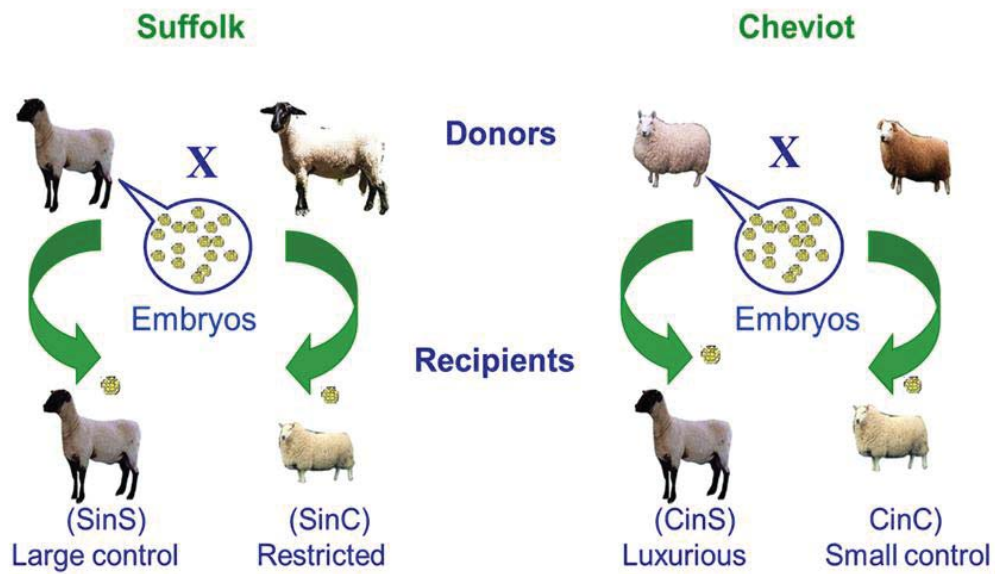 Suffolk
Cheviot
Donors
X
X
Embryos
Embryos
Recipients
(SinS)
Large control
(SinC)
Restricted
(CinS)
Luxurious
CinC)
Small control